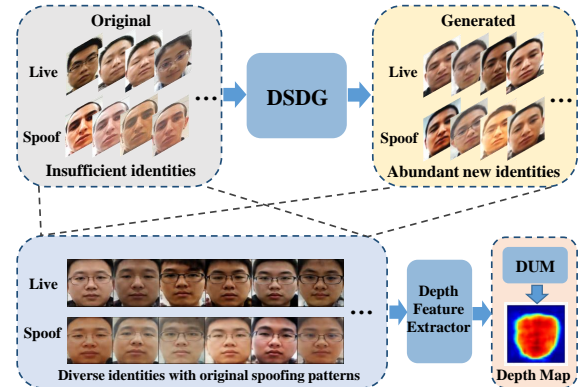 Original
Live
Spoof
...
Insufficient identities
DSDG
Generated
Live
Spoof
...
Abundant new identities
Live
Spoof
...
Diverse identities with original spoofing patterns
Depth
Feature
Extractor
DUM
Depth Map